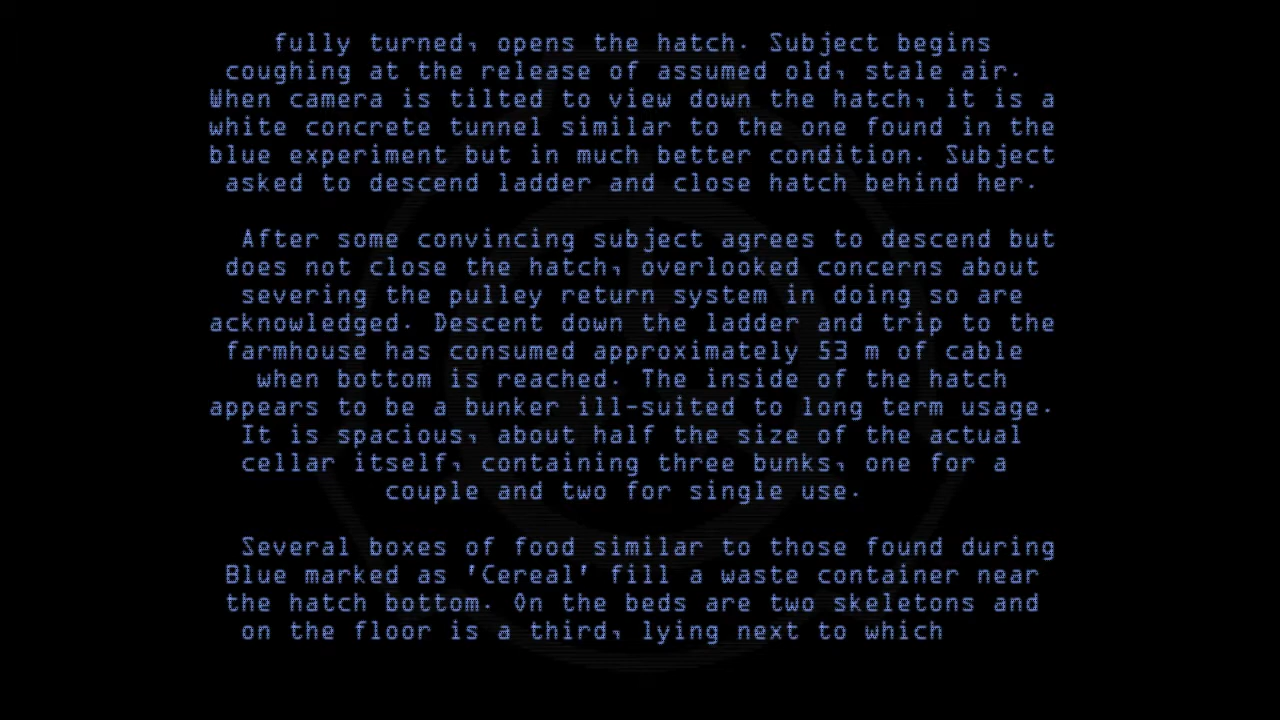 fully turned, opens the hatch. Subject begins
coughing at the release of assumed old, stale air.
When camera is tilted to view down the hatch, it is a
white concrete tunnel similar to the one found in the
blue experiment but in much better condition. Subject
asked to descend ladder and close hatch behind her.
After some convincing subject agrees to descend but
does not close the hatch, overlooked concerns about
severing the pulley return system in doing so are
acknowledged. Descent down the ladder and trip to the
farmhouse has consumed approximately 53 m of cable
when bottom is reached. The inside of the hatch
appears to be a bunker ill-suited to long term usage.
It is spacious, about half the size of the actual
cellar itself, containing three bunks, one for a
couple and two for single use.
Several boxes of food similar to those found during
Blue marked as 'Cereal' fill a waste container near
the hatch bottom. On the beds are two skeletons and
on the floor is a third, lying next to which